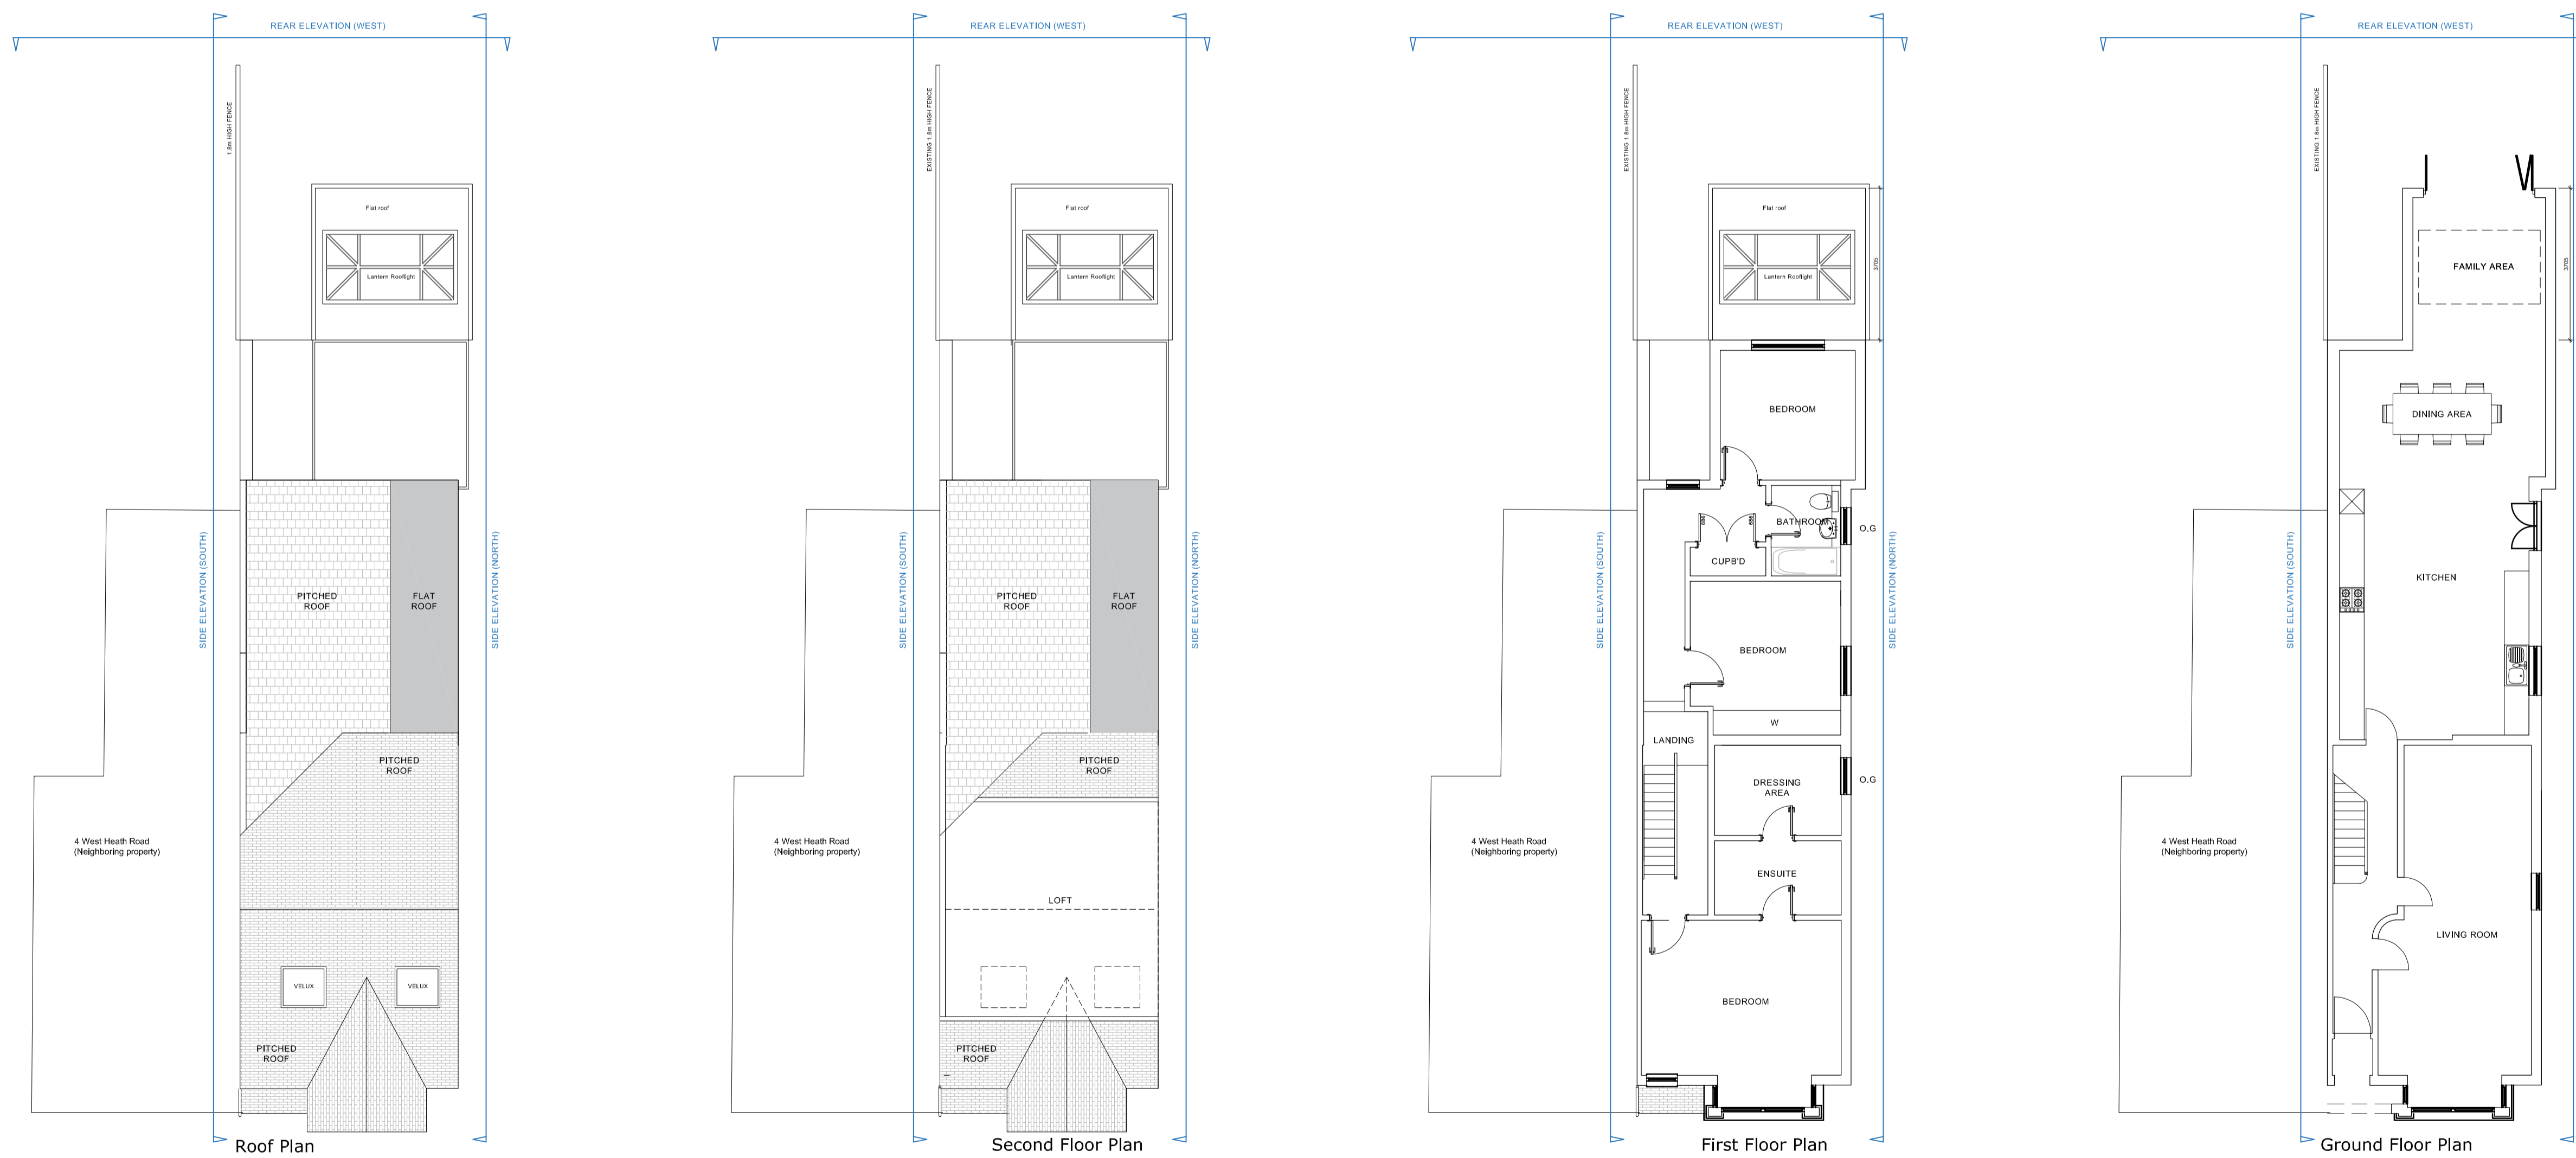 REAR ELEVATION (WEST)
1.8m HIGH FENCE
Flat roof
Lantern Rooflight
SIDE ELEVATION (SOUTH)
SIDE ELEVATION (NORTH)
PITCHED
ROOF
FLAT
ROOF
PITCHED
ROOF
4 West Heath Road
(Neighboring property)
VELUX
VELUX
PITCHED
ROOF
Roof Plan
REAR ELEVATION (WEST)
EXISTING 1.8m HIGH FENCE
Flat roof
Lantern Rooflight
SIDE ELEVATION (SOUTH)
SIDE ELEVATION (NORTH)
PITCHED
ROOF
FLAT
ROOF
PITCHED
ROOF
4 West Heath Road
(Neighboring property)
LOFT
PITCHED
ROOF
Second Floor Plan
REAR ELEVATION (WEST)
EXISTING 1.8m HIGH FENCE
Flat roof
Lantern Rooflight
3705
BEDROOM
686
686
BATHROOM
O.G
CUPB'D
SIDE ELEVATION (SOUTH)
SIDE ELEVATION (NORTH)
BEDROOM
W
LANDING
DRESSING
AREA
O.G
4 West Heath Road
(Neighboring property)
ENSUITE
BEDROOM
First Floor Plan
REAR ELEVATION (WEST)
EXISTING 1.8m HIGH FENCE
FAMILY AREA
3705
DINING AREA
KITCHEN
SIDE ELEVATION (SOUTH)
4 West Heath Road
(Neighboring property)
LIVING ROOM
Ground Floor Plan